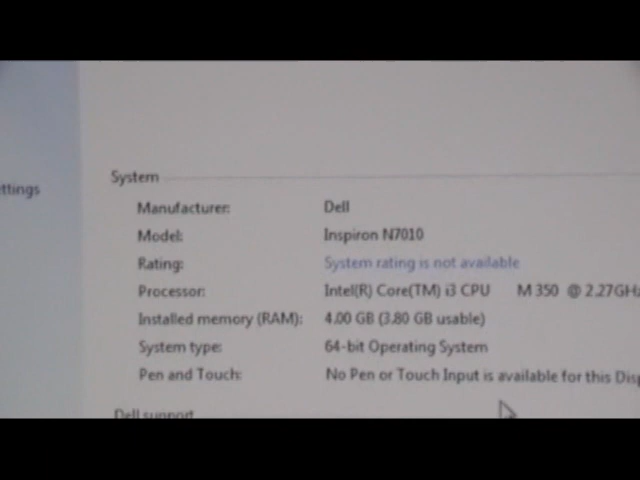 System
ettings
Manufacturer: Dell
Model: Inspiron N7010
Rating: System rating is not available
Processor: Intel(R) Core(TM) i3 CPU M 350 @ 2.27GHz
Installed memory (RAM): 4.00 GB (3.80 GB usable)
System type: 64-bit Operating System
Pen and Touch: No Pen or Touch Input is available for this Disp
Dell support